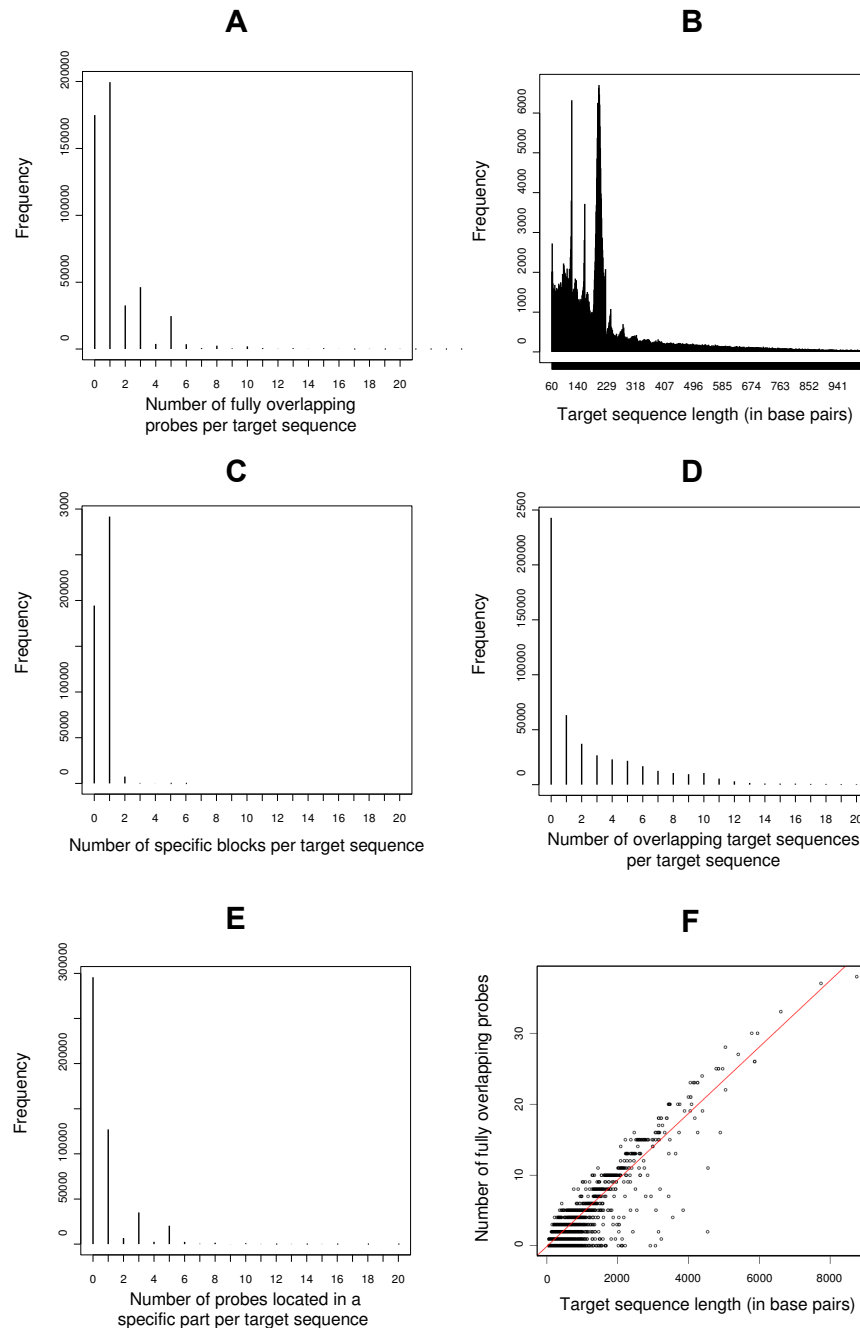 A
200000
150000
100000
50000
0
Frequency
0 2 4 6 8 10 12 14 16 18 20
Number of fully overlapping
probes per target sequence
B
6000
5000
4000
3000
2000
1000
0
Frequency
60 140 229 318 407 496 585 674 763 852 941
Target sequence length (in base pairs)
C
3000
200000
100000
50000
0
Frequency
0 2 4 6 8 10 12 14 16 18 20
Number of specific blocks per target sequence
D
2500
200000
150000
100000
50000
0
Frequency
0 2 4 6 8 10 12 14 16 18 20
Number of overlapping target sequences
per target sequence
E
300000
200000
100000
50000
0
Frequency
0 2 4 6 8 10 12 14 16 18 20
Number of probes located in a
specific part per target sequence
F
30
20
10
0
Number of fully overlapping probes
0 2000 4000 6000 8000
Target sequence length (in base pairs)